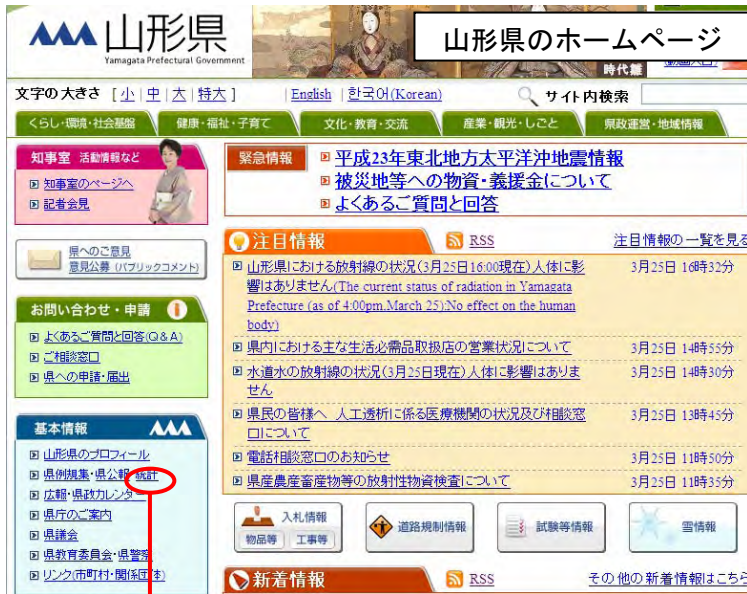 山形県
Yamagata Prefectural Government
山形県のホームページ
時代雛
文字の大きさ [小|中|大|特大] |English |한국어(Korean) サイト内検索
くらし・環境・社会基盤 健康・福祉・子育て 文化・教育・交流 産業・観光・しごと 県政運営・地域情報
知事室 活動情報など
知事室のページへ
記者会見
県へのご意見
意見公募 (パブリックコメント)
お問い合わせ・申請
よくあるご質問と回答(Q&A)
ご相談窓口
県への申請・届出
基本情報
山形県のプロフィール
県例規集・県公報・統計
広報・県政カレンダー
県庁のご案内
県議会
県教育委員会・県警察
リンク(市町村・関係団体)
緊急情報
平成23年東北地方太平洋沖地震情報
被災地等への物資・義援金について
よくあるご質問と回答
注目情報 RSS 注目情報の一覧を見る
山形県における放射線の状況(3月25日16:00現在)人体に影 3月25日 16時32分
響はありません(The current status of radiation in Yamagata
Prefecture (as of 4:00pm.March 25):No effect on the human
body)
県内における主な生活必需品取扱店の営業状況について 3月25日 14時55分
水道水の放射線の状況(3月25日現在)人体に影響はありま 3月25日 14時30分
せん
県民の皆様へ 人工透析に係る医療機関の状況及び相談窓 3月25日 13時45分
口について
電話相談窓口のお知らせ 3月25日 11時50分
県産農産畜産物等の放射性物資検査について 3月25日 11時35分
入札情報
物品等 工事等
道路規制情報
試験等情報
雪情報
新着情報 RSS その他の新着情報はこちら